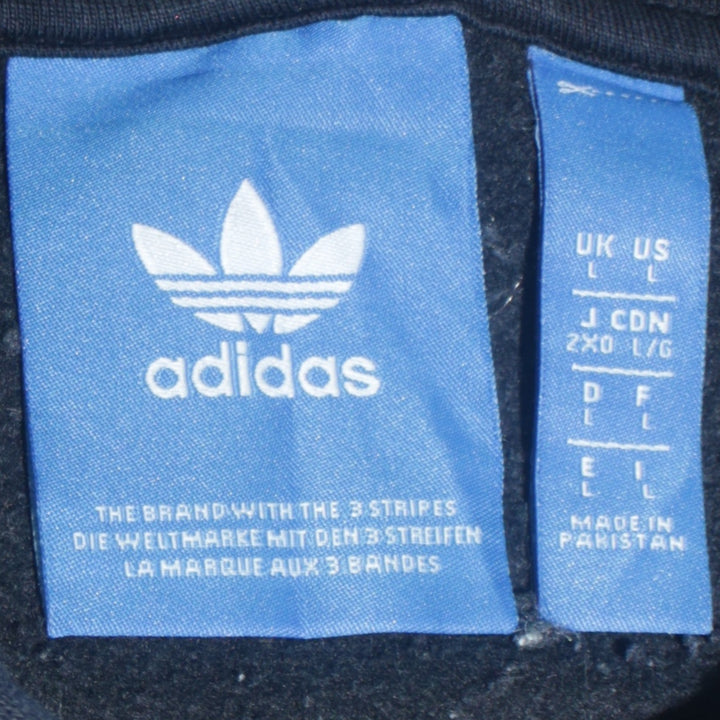 adidas
THE BRAND WITH THE 3 STRIPES
DIE WELTMARKE MIT DEN 3 STREIFEN
LA MARQUE AUX 3 BANDES
UK US
L L
J CDN
2XO L/G
D F
L L
E I
L L
MADE IN
PAKISTAN